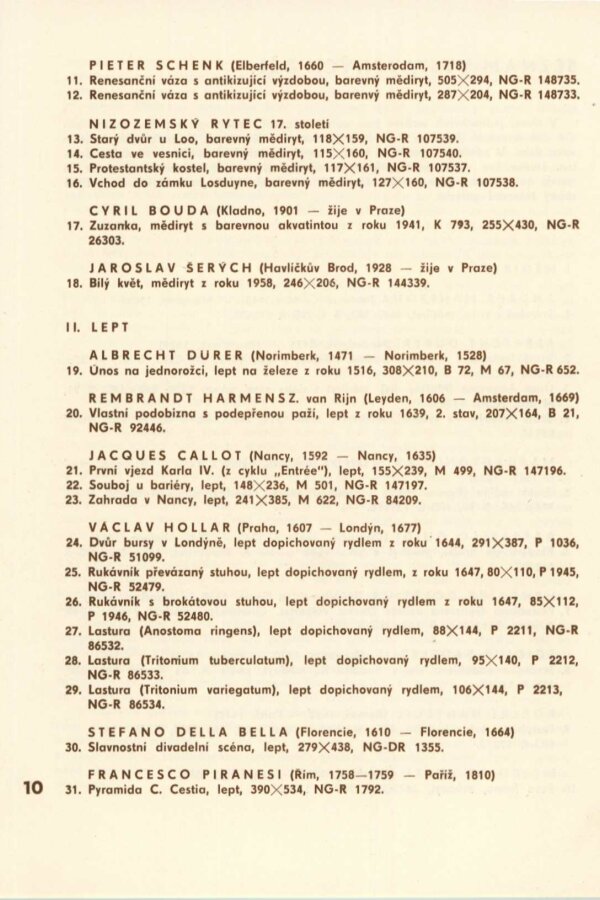 PIETER SCHENK (Elberfeld, 1660 — Amsterodam, 1718)
11. Renesanční váza s antikizující výzdobou, barevný mědiryt, 505×294, NG-R 148735.
12. Renesanční váza s antikizující výzdobou, barenvý mědiryt, 287×204, NG-R 148733.
NIZOZEMSKÝ RYTEC 17. století
13. Starý dvůr u Loo, barevný mědiryt, 118×159, NG-R 107539.
14. Cesta ve vesnici, barevný mědiryt, 115×160, NG-R 107540.
15. Protestantský kostel, barevný mědiryt, 117×161, NG-R 107537.
16. Vchod do zámku Losduyne, barevný mědiryt, 127×160, NG-R 107538.
CYRIL BOUDA (Kladno, 1901 — žije v Praze)
17. Zuzanka, mědiryt s barevnou akvatintou z roku 1941, K 793, 255×430, NG-R
26303.
JAROSLAV ŠERÝCH (Havlíčkův Brod, 1928 — žije v Praze)
18. Bílý květ, mědiryt z roku 1958, 246×206, NG-R 144339.
II. LEPT
ALBRECHT DÜRER (Norimberk, 1471 — Norimberk, 1528)
19. Únos na jednorožci, lept na železe z roku 1516, 308×210, B 72, M 67, NG-R 652.
REMBRANDT HARMENSZ. van Rijn (Leyden, 1606 — Amsterdam, 1669)
20. Vlastní podobizna s podepřenou paží, lept z roku 1639, 2. stav, 207×164, B 21,
NG-R 92446.
JACQUES CALLOT (Nancy, 1592 — Nancy, 1635)
21. První vjezd Karla IV. (z cyklu „Entrée"), lept, 155×239, M 499, NG-R 147196.
22. Souboj u bariéry, lept, 148×236, M 501, NG-R 147197.
23. Zahrada v Nancy, lept, 241×385, M 622, NG-R 84209.
VÁCLAV HOLLAR (Praha, 1607 — Londýn, 1677)
24. Dvůr bursy v Londýně, lept dopichovaný rydlem z roku 1644, 291×387, P 1036,
NG-R 51099.
25. Rukávník převázaný stuhou, lept dopichovaný rydlem, z roku 1647, 80×110, P 1945,
NG-R 52479.
26. Rukávník s brokátovou stuhou, lept dopichovaný rydlem z roku 1647, 85×112,
P 1946, NG-R 52480.
27. Lastura (Anostoma ringens), lept dopichovaný rydlem, 88×144, P 2211, NG-R
86532.
28. Lastura (Tritonium tuberculatum), lept dopichovaný rydlem, 95×140, P 2212,
NG-R 86533.
29. Lastura (Tritonium variegatum), lept dopichovaný rydlem, 106×144, P 2213,
NG-R 86534.
STEFANO DELLA BELLA (Florencie, 1610 — Florencie, 1664)
30. Slavnostní divadelní scéna, lept, 279×438, NG-DR 1355.
FRANCESCO PIRANESI (Řím, 1758—1759 — Paříž, 1810)
31. Pyramida C. Cestia, lept, 390×534, NG-R 1792.
10